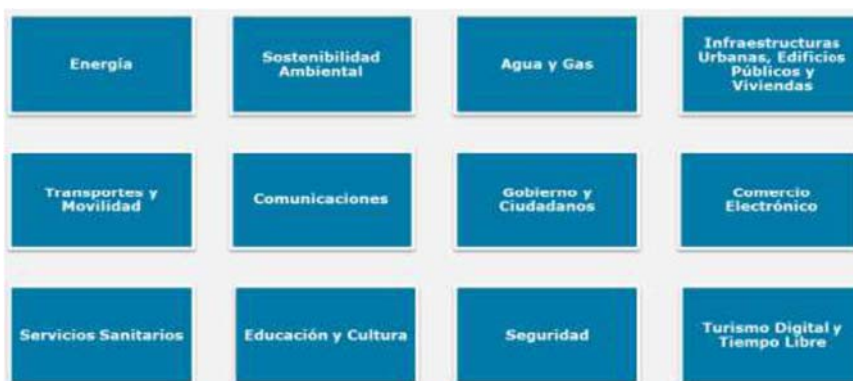 Energía
Sostenibilidad
Ambiental
Agua y Gas
Infraestructuras
Urbanas, Edificios
Públicos y
Viviendas
Transportes y
Movilidad
Comunicaciones
Gobierno y
Ciudadanos
Comercio
Electrónico
Servicios Sanitarios
Educación y Cultura
Seguridad
Turismo Digital y
Tiempo Libre